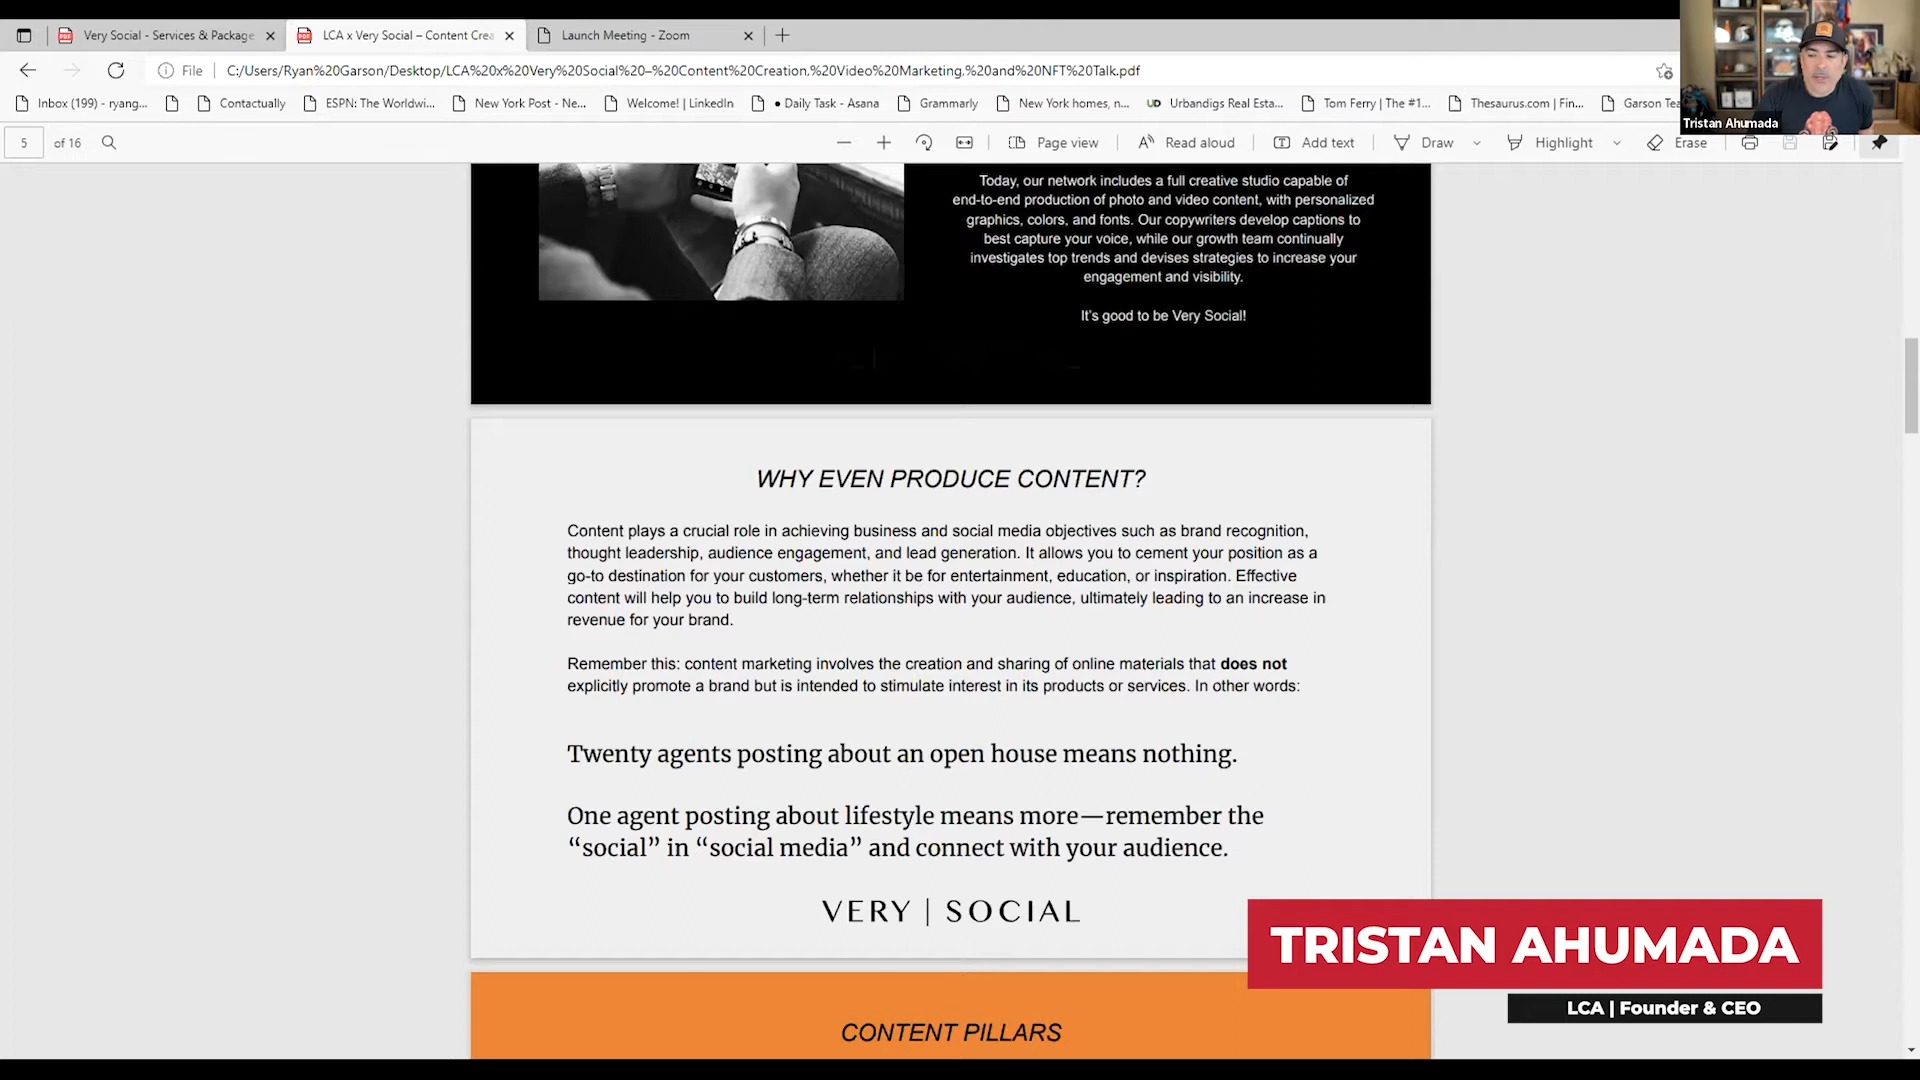 Very Social - Services & Package
LCA x Very Social – Content Crea
Launch Meeting - Zoom
File
C:/Users/Ryan%20Garson/Desktop/LCA%20x%20Very%20Social%20–%20Content%20Creation,%20Video%20Marketing,%20and%20NFT%20Talk.pdf
Inbox (199) - ryang...
Contactually
ESPN: The Worldwi...
New York Post - Ne...
Welcome! | LinkedIn
• Daily Task - Asana
Grammarly
New York homes, n...
UD Urbandigs Real Esta...
Tom Ferry | The #1...
Thesaurus.com | Fin...
Garson Tea
Tristan Ahumada
5 of 16
Page view
Read aloud
Add text
Draw
Highlight
Erase
Today, our network includes a full creative studio capable of
end-to-end production of photo and video content, with personalized
graphics, colors, and fonts. Our copywriters develop captions to
best capture your voice, while our growth team continually
investigates top trends and devises strategies to increase your
engagement and visibility.
It's good to be Very Social!
WHY EVEN PRODUCE CONTENT?
Content plays a crucial role in achieving business and social media objectives such as brand recognition,
thought leadership, audience engagement, and lead generation. It allows you to cement your position as a
go-to destination for your customers, whether it be for entertainment, education, or inspiration. Effective
content will help you to build long-term relationships with your audience, ultimately leading to an increase in
revenue for your brand.
Remember this: content marketing involves the creation and sharing of online materials that does not
explicitly promote a brand but is intended to stimulate interest in its products or services. In other words:
Twenty agents posting about an open house means nothing.
One agent posting about lifestyle means more—remember the
“social” in “social media” and connect with your audience.
VERY | SOCIAL
TRISTAN AHUMADA
LCA | Founder & CEO
CONTENT PILLARS